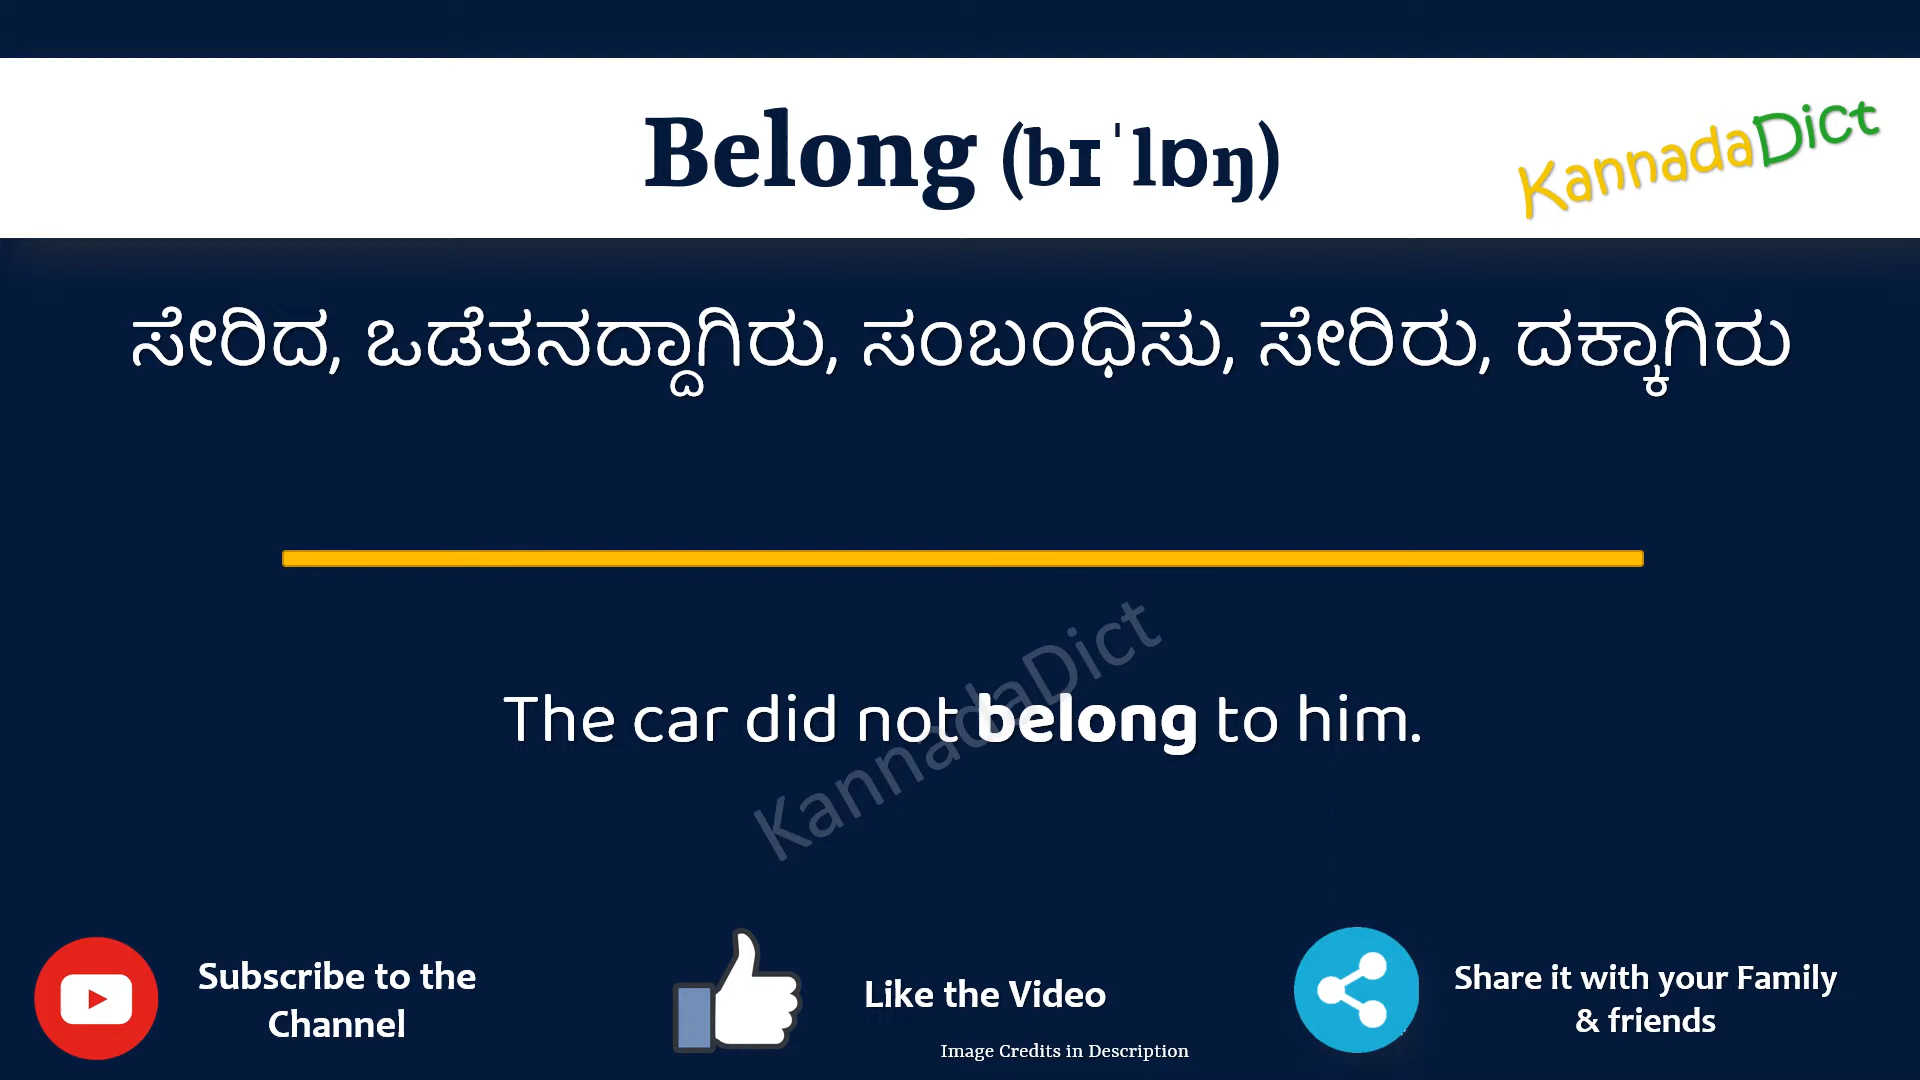 Belong (bɪˈlɒŋ)
KannadaDict
ಸೇರಿದ, ಒಡೆತನದ್ದಾಗಿರು, ಸಂಬಂಧಿಸು, ಸೇರಿರು, ದಕ್ಕಾಗಿರು
The car did not belong to him.
KannadaDict
Subscribe to the
Channel
Like the Video
Share it with your Family
& friends
Image Credits in Description